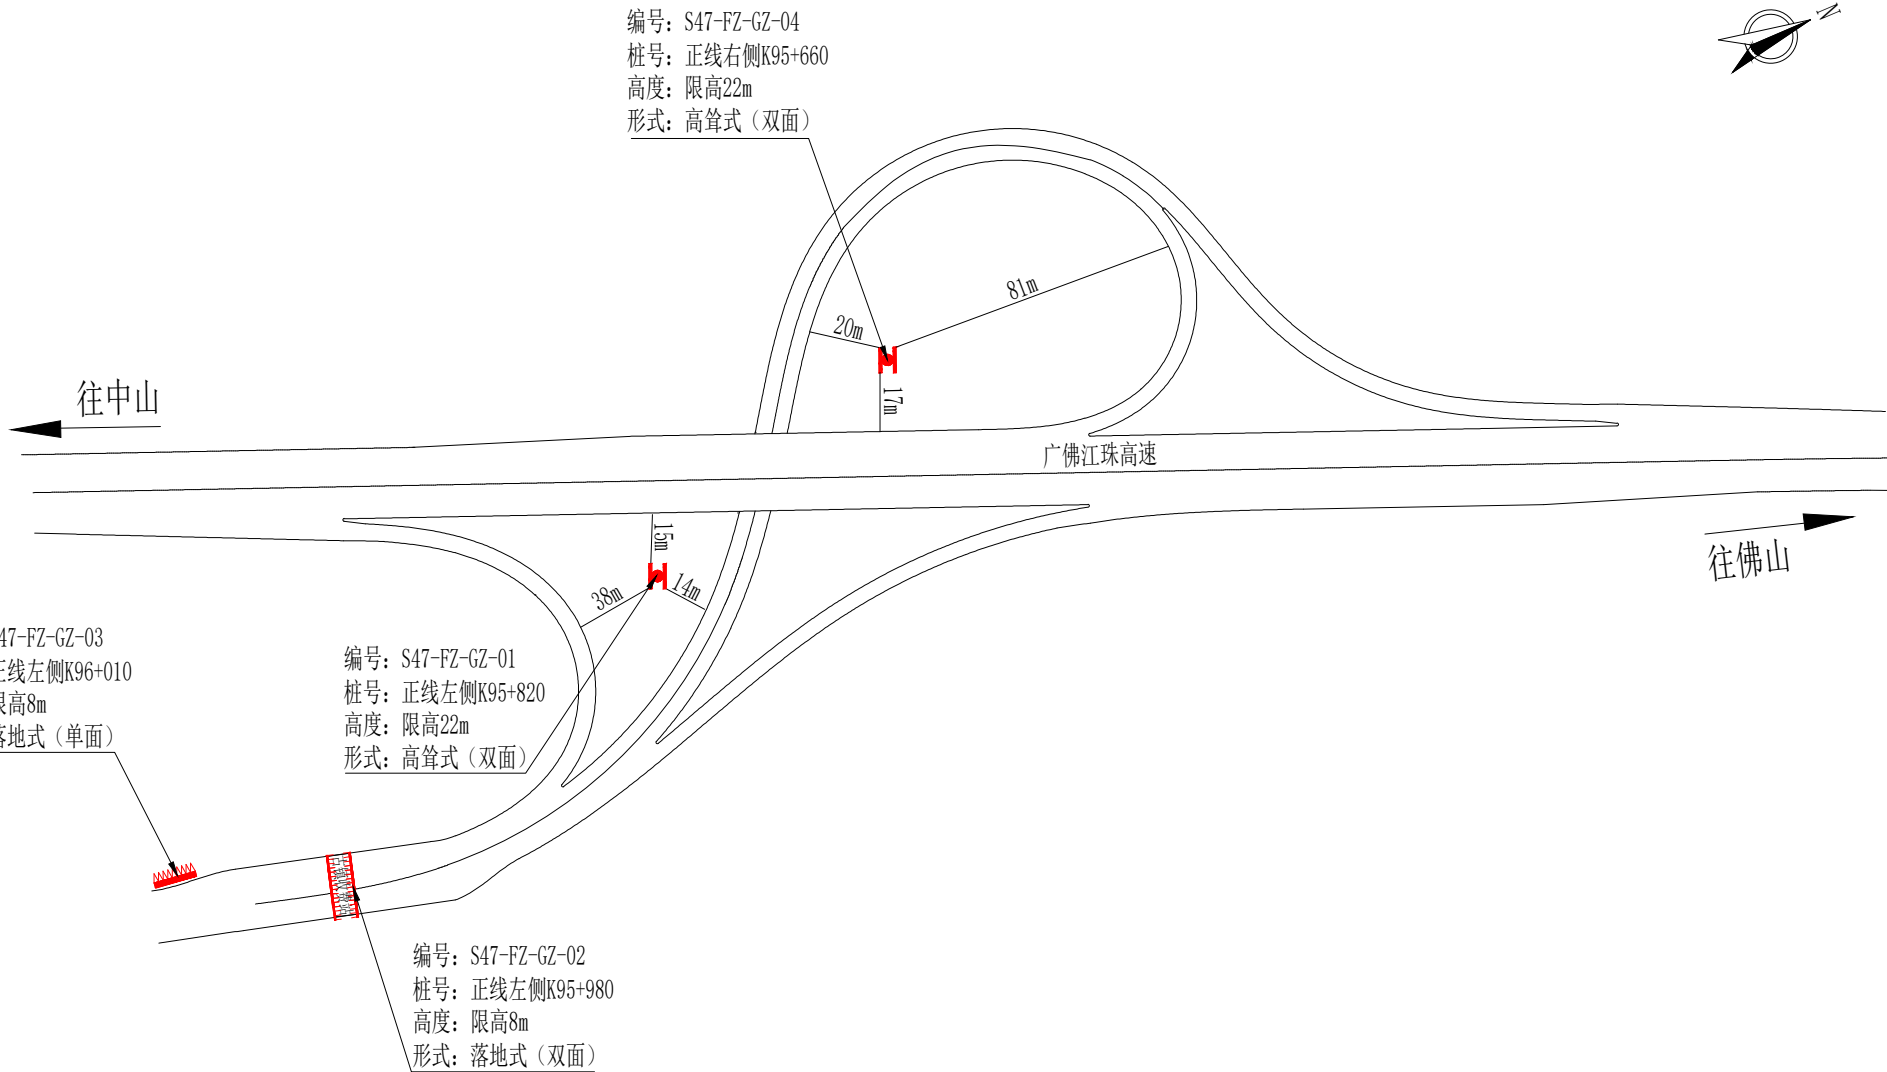 编号：S47-FZ-GZ-04
桩号：正线右侧K95+660
高度：限高22m
形式：高耸式（双面）
N
81m
20m
17m
往中山
广佛江珠高速
往佛山
15m
38m
14m
47-FZ-GZ-03
正线左侧K96+010
限高8m
落地式（单面）
编号：S47-FZ-GZ-01
桩号：正线左侧K95+820
高度：限高22m
形式：高耸式（双面）
编号：S47-FZ-GZ-02
桩号：正线左侧K95+980
高度：限高8m
形式：落地式（双面）